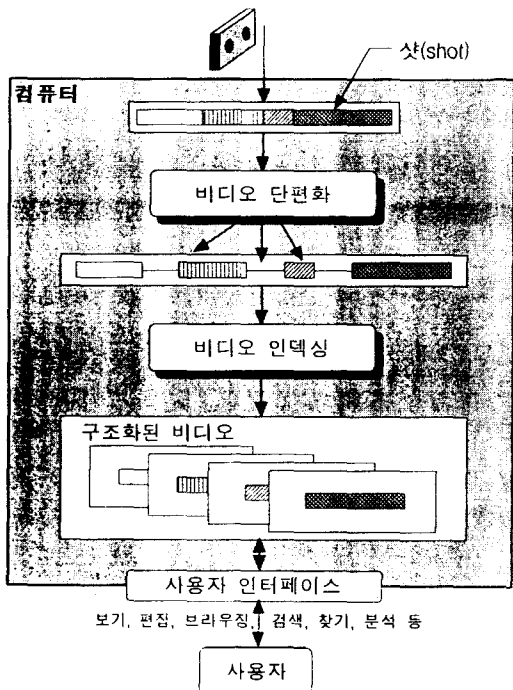 샷(shot)
컴퓨터
비디오 단편화
비디오 인덱싱
구조화된 비디오
사용자 인터페이스
보기, 편집, 브라우징, 검색, 찾기, 분석 등
사용자